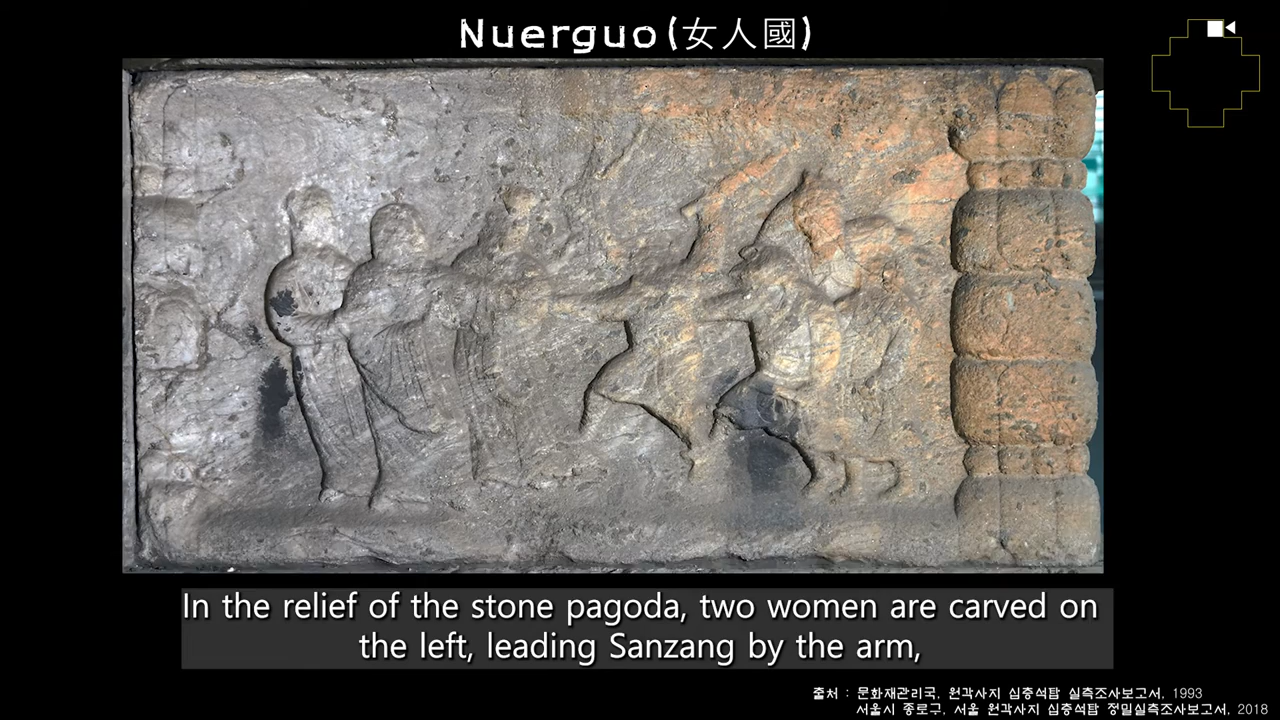 Nuerguo(女人國)
In the relief of the stone pagoda, two women are carved on
the left, leading Sanzang by the arm,
출처 : 문화재관리국, 원각사지 십층석탑 실측조사보고서, 1993
서울시 종로구, 서울 원각사지 십층석탑 정밀실측조사보고서, 2018